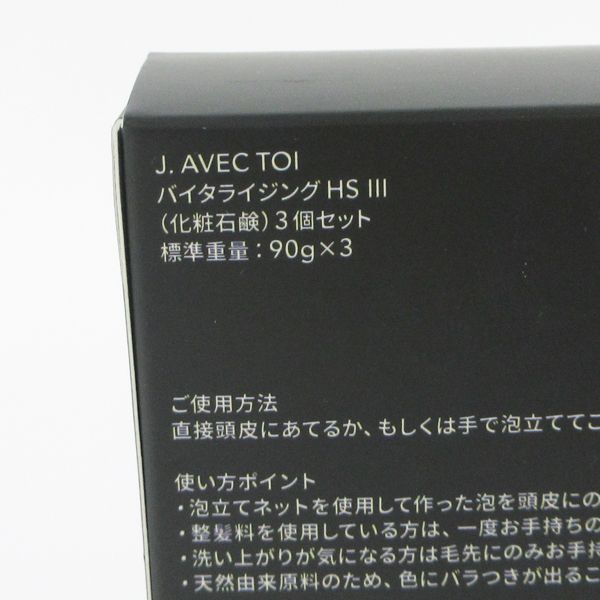 J. AVEC TOI
バイタライジング HS III
(化粧石鹸) 3個セット
標準重量：90g×3
ご使用方法
直接頭皮にあてるか、もしくは手で泡立ててご
使い方ポイント
・泡立てネットを使用して作った泡を頭皮にの
・整髪料を使用している方は、一度お手持ちの
・洗い上がりが気になる方は毛先にのみお手持
・天然由来原料のため、色にバラつきが出るこ